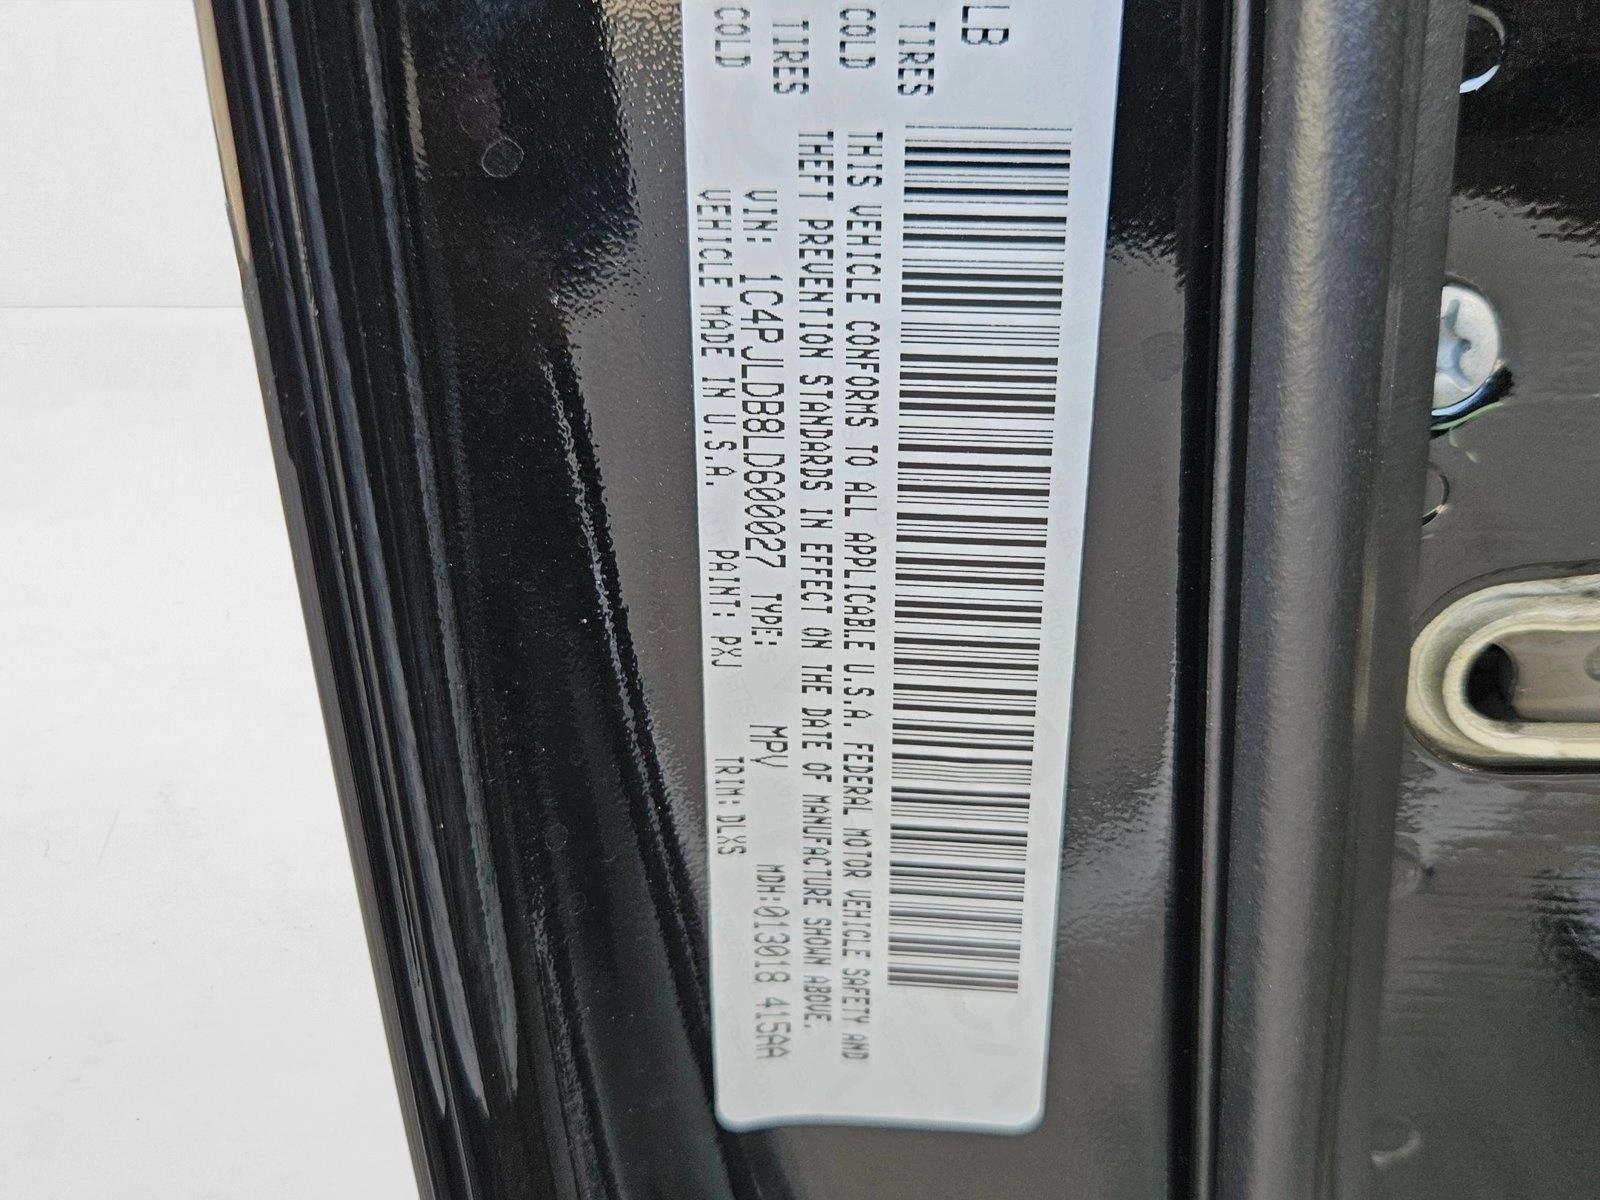 LB
TIRES
COLD
TIRES
COLD
THIS VEHICLE CONFORMS TO ALL APPLICABLE U.S.A. FEDERAL MOTOR VEHICLE SAFETY AND
THEFT PREVENTION STANDARDS IN EFFECT ON THE DATE OF MANUFACTURE SHOWN ABOVE.
VIN: 1C4PJLDB8LD600027 TYPE: MPV MDH:013018 415AA
VEHICLE MADE IN U.S.A. PAINT: PXJ TRIM: DLXS